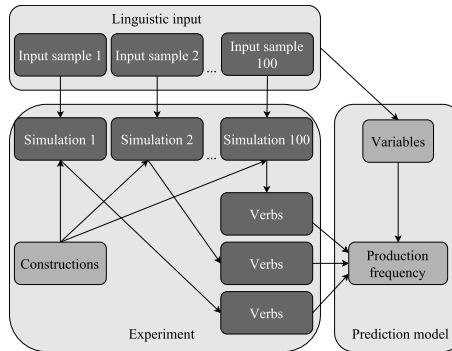 Linguistic input
Input sample 1
Input sample 2
...
Input sample
100
Simulation 1
Simulation 2
...
Simulation 100
Variables
Verbs
Constructions
Verbs
Production
frequency
Verbs
Experiment
Prediction model